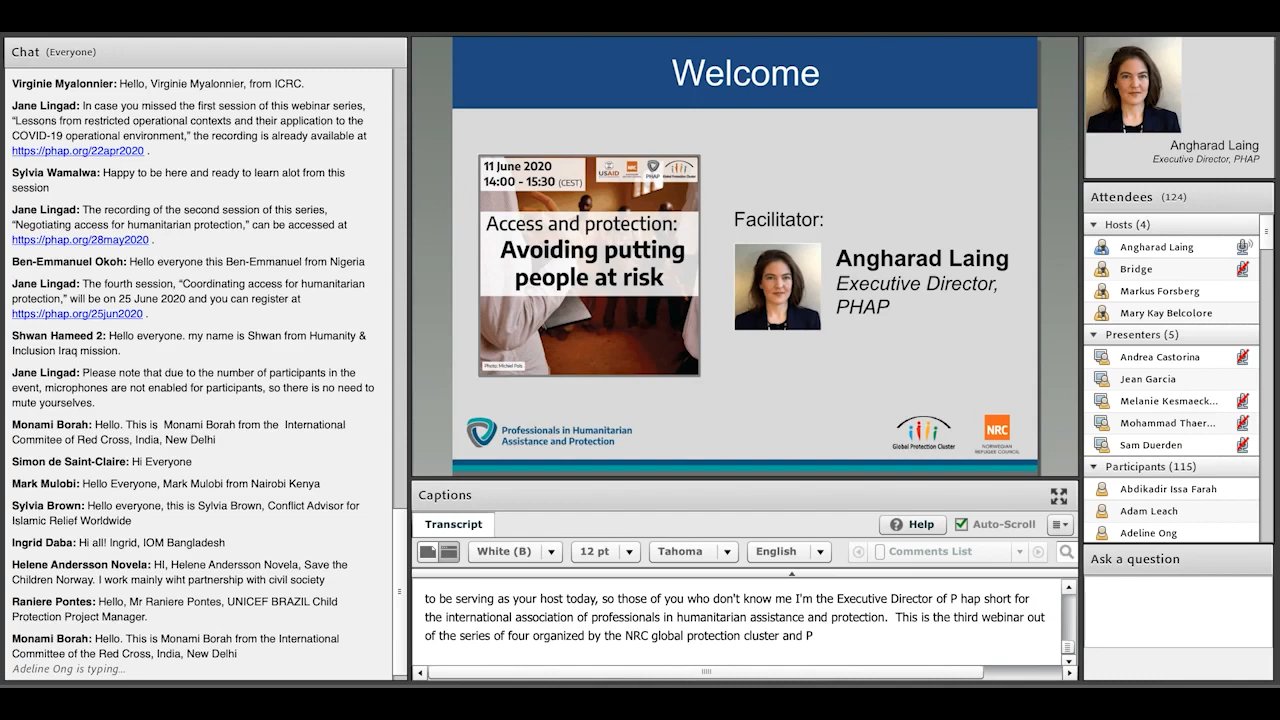 Chat (Everyone)
Virginie Myalonnier: Hello, Virginie Myalonnier, from ICRC.
Jane Lingad: In case you missed the first session of this webinar series,
“Lessons from restricted operational contexts and their application to the
COVID-19 operational environment,” the recording is already available at
https://phap.org/22apr2020 .
Sylvia Wamalwa: Happy to be here and ready to learn alot from this
session
Jane Lingad: The recording of the second session of this series,
“Negotiating access for humanitarian protection,” can be accessed at
https://phap.org/28may2020 .
Ben-Emmanuel Okoh: Hello everyone this Ben-Emmanuel from Nigeria
Jane Lingad: The fourth session, “Coordinating access for humanitarian
protection,” will be on 25 June 2020 and you can register at
https://phap.org/25jun2020 .
Shwan Hameed 2: Hello everyone. my name is Shwan from Humanity &
Inclusion Iraq mission.
Jane Lingad: Please note that due to the number of participants in the
event, microphones are not enabled for participants, so there is no need to
mute yourselves.
Monami Borah: Hello. This is Monami Borah from the International
Commitee of Red Cross, India, New Delhi
Simon de Saint-Claire: Hi Everyone
Mark Mulobi: Hello Everyone, Mark Mulobi from Nairobi Kenya
Sylvia Brown: Hello everyone, this is Sylvia Brown, Conflict Advisor for
Islamic Relief Worldwide
Ingrid Daba: Hi all! Ingrid, IOM Bangladesh
Helene Andersson Novela: HI, Helene Andersson Novela, Save the
Children Norway. I work mainly wiht partnership with civil society
Raniere Pontes: Hello, Mr Raniere Pontes, UNICEF BRAZIL Child
Protection Project Manager.
Monami Borah: Hello. This is Monami Borah from the International
Committee of the Red Cross, India, New Delhi
Adeline Ong is typing...
Welcome
11 June 2020
14:00 - 15:30 (CEST)
USAID
NRC
PHAP
Global Protection Cluster
Access and protection:
Avoiding putting
people at risk
Photo: Michel Pols
Facilitator:
Angharad Laing
Executive Director,
PHAP
Professionals in Humanitarian
Assistance and Protection
Global Protection Cluster
NRC
NORWEGIAN
REFUGEE COUNCIL
Captions
Transcript
Help
Auto-Scroll
White (B)
12 pt
Tahoma
English
Comments List
to be serving as your host today, so those of you who don't know me I'm the Executive Director of P hap short for
the international association of professionals in humanitarian assistance and protection. This is the third webinar out
of the series of four organized by the NRC global protection cluster and P
Angharad Laing
Executive Director, PHAP
Attendees (124)
Hosts (4)
Angharad Laing
Bridge
Markus Forsberg
Mary Kay Belcolore
Presenters (5)
Andrea Castorina
Jean Garcia
Melanie Kesmaeck...
Mohammad Thaer...
Sam Duerden
Participants (115)
Abdikadir Issa Farah
Adam Leach
Adeline Ong
Ask a question